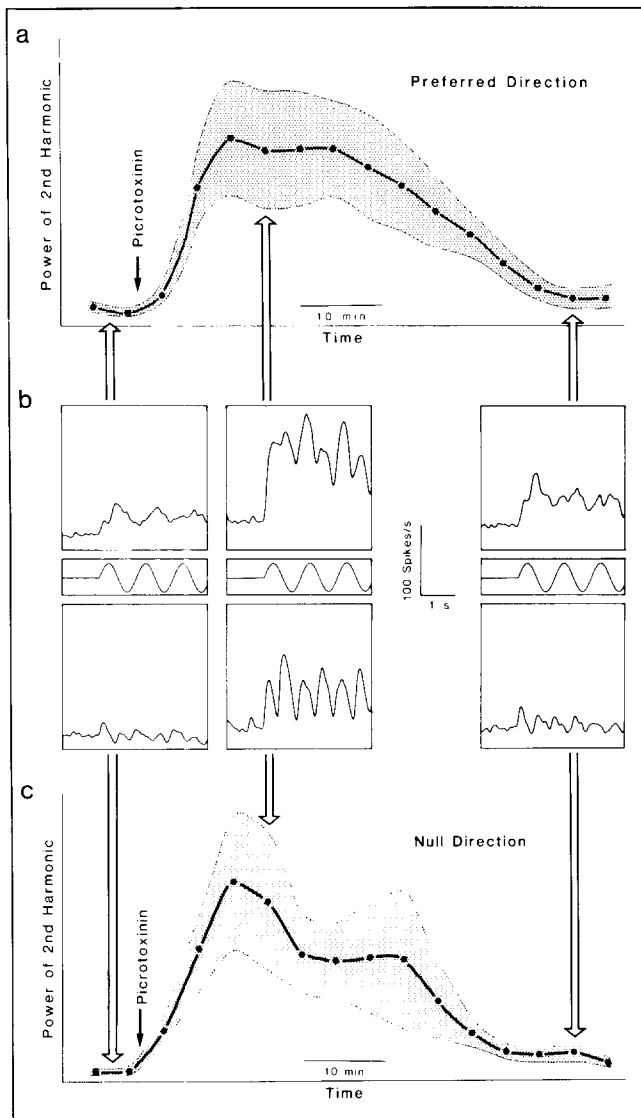 a
Preferred Direction
Power of 2nd Harmonic
Picrotoxinin
10 min
Time
b
100 Spikes/s
1 s
c
Null Direction
Power of 2nd Harmonic
Picrotoxinin
10 min
Time